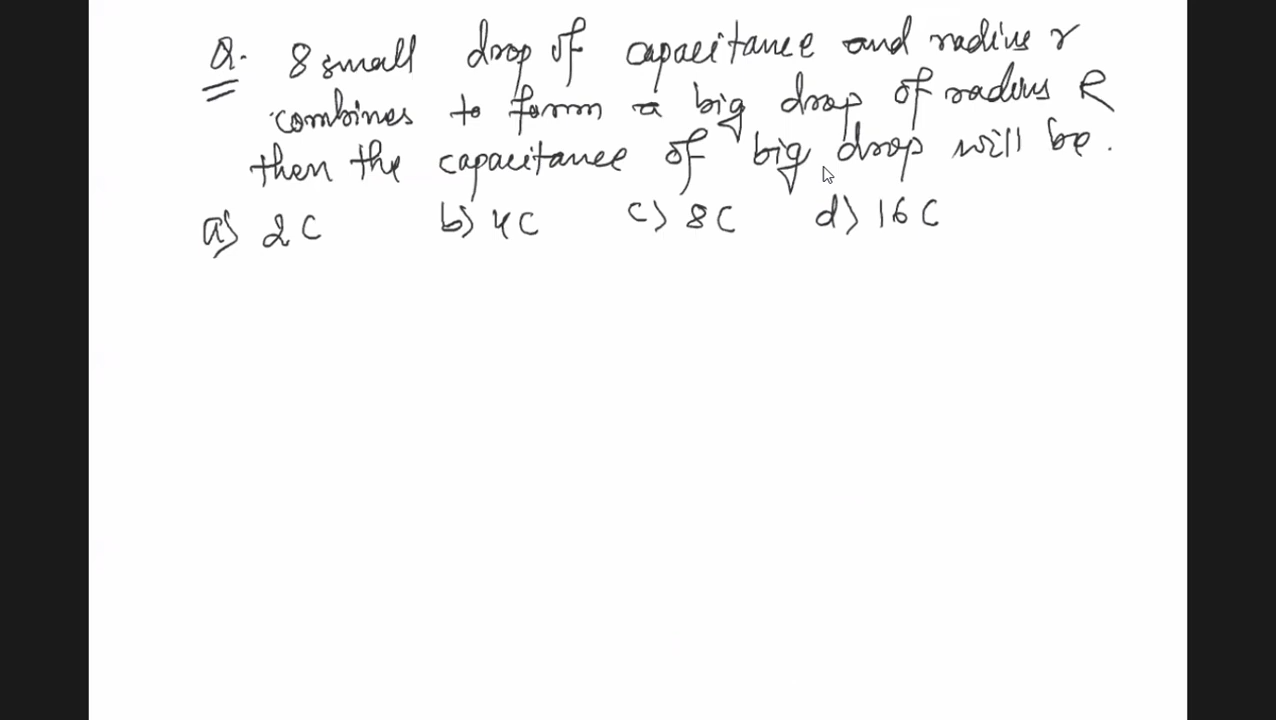 Q. 8 small drop of capacitance and radius r
combines to form a big drop of radius R
then the capacitance of big drop will be.
a) 2C b) 4C c) 8C d) 16C